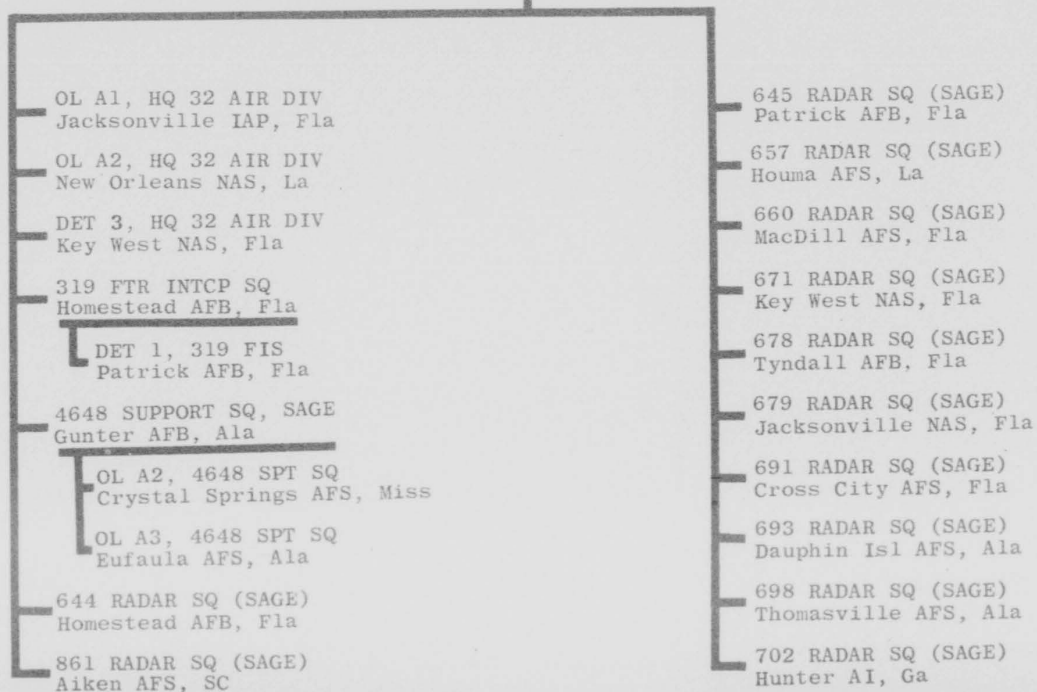 OL A1, HQ 32 AIR DIV
Jacksonville IAP, Fla
OL A2, HQ 32 AIR DIV
New Orleans NAS, La
DET 3, HQ 32 AIR DIV
Key West NAS, Fla
319 FTR INTCP SQ
Homestead AFB, Fla
DET 1, 319 FIS
Patrick AFB, Fla
4648 SUPPORT SQ, SAGE
Gunter AFB, Ala
OL A2, 4648 SPT SQ
Crystal Springs AFS, Miss
OL A3, 4648 SPT SQ
Eufaula AFS, Ala
644 RADAR SQ (SAGE)
Homestead AFB, Fla
861 RADAR SQ (SAGE)
Aiken AFS, SC
645 RADAR SQ (SAGE)
Patrick AFB, Fla
657 RADAR SQ (SAGE)
Houma AFS, La
660 RADAR SQ (SAGE)
MacDill AFS, Fla
671 RADAR SQ (SAGE)
Key West NAS, Fla
678 RADAR SQ (SAGE)
Tyndall AFB, Fla
679 RADAR SQ (SAGE)
Jacksonville NAS, Fla
691 RADAR SQ (SAGE)
Cross City AFS, Fla
693 RADAR SQ (SAGE)
Dauphin Isl AFS, Ala
698 RADAR SQ (SAGE)
Thomasville AFS, Ala
702 RADAR SQ (SAGE)
Hunter AI, Ga